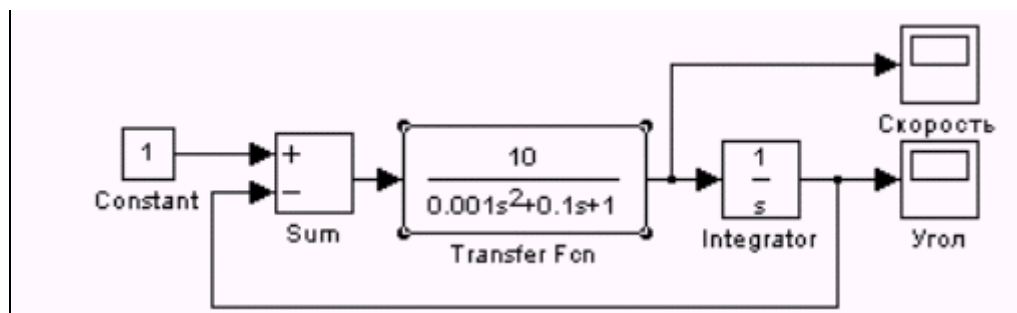 Скорость
1
Constant
+
−
Sum
10
0.001s²+0.1s+1
Transfer Fcn
1
s
Integrator
Угол